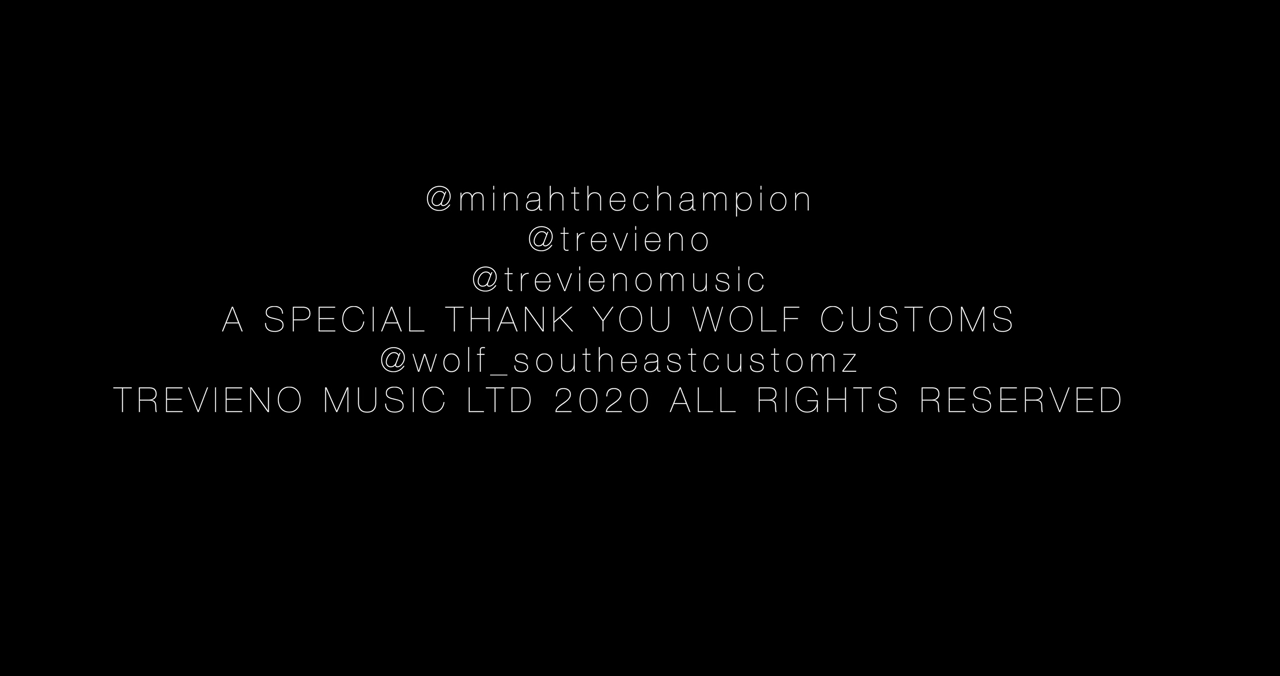 @minahthechampion
@trevieno
@trevienomusic
A SPECIAL THANK YOU WOLF CUSTOMS
@wolf_southeastcustomz
TREVIENO MUSIC LTD 2020 ALL RIGHTS RESERVED